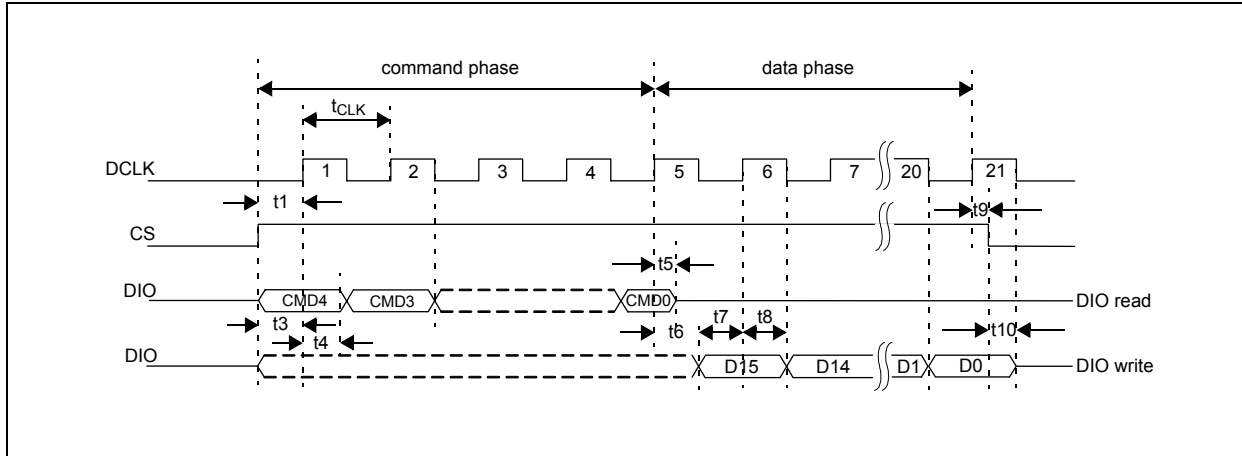 command phase
data phase
tCLK
DCLK
1
2
3
4
5
6
7
20
21
t1
t9
CS
t5
DIO
CMD4
CMD3
CMD0
DIO read
t3
t6
t7
t8
t10
t4
DIO
D15
D14
D1
D0
DIO write